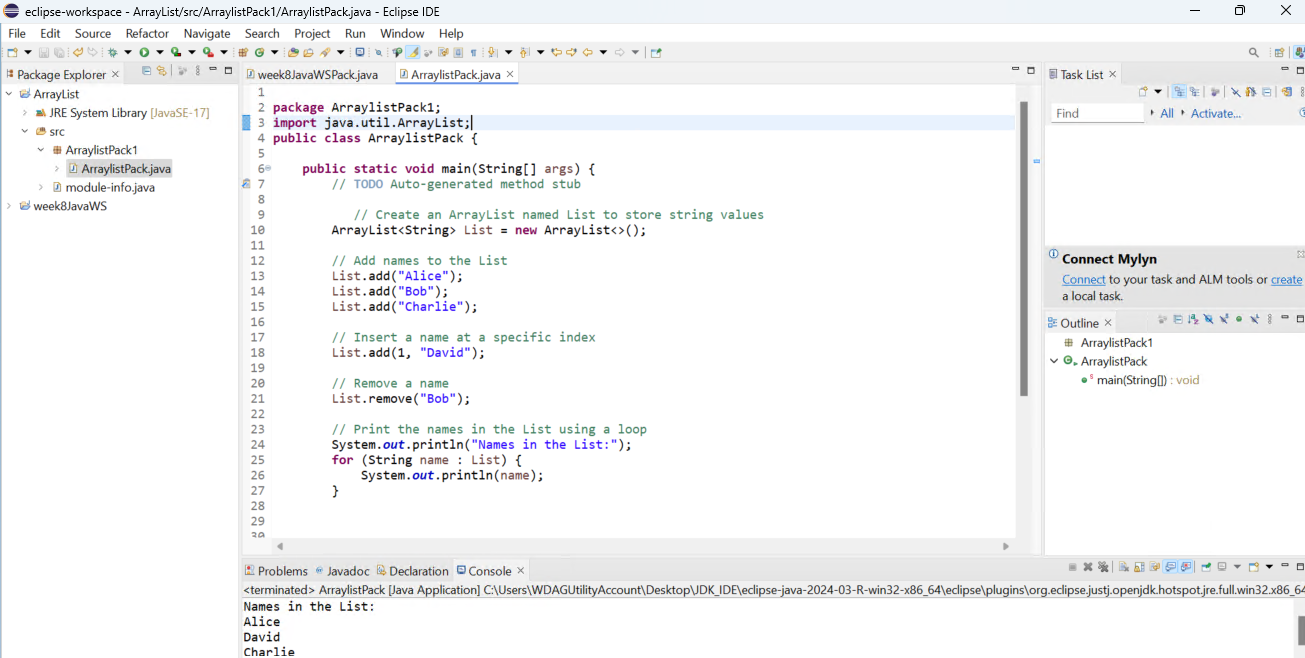 eclipse-workspace - ArrayList/src/ArraylistPack1/ArraylistPack.java - Eclipse IDE
File Edit Source Refactor Navigate Search Project Run Window Help
Package Explorer
ArrayList
JRE System Library [JavaSE-17]
src
ArraylistPack1
ArraylistPack.java
module-info.java
week8JavaWS
week8JavaWSPack.java ArraylistPack.java
1
2 package ArraylistPack1;
3 import java.util.ArrayList;
4 public class ArraylistPack {
5
6 public static void main(String[] args) {
7 // TODO Auto-generated method stub
8
9 // Create an ArrayList named List to store string values
10 ArrayList<String> List = new ArrayList<>();
11
12 // Add names to the List
13 List.add("Alice");
14 List.add("Bob");
15 List.add("Charlie");
16
17 // Insert a name at a specific index
18 List.add(1, "David");
19
20 // Remove a name
21 List.remove("Bob");
22
23 // Print the names in the List using a loop
24 System.out.println("Names in the List:");
25 for (String name : List) {
26 System.out.println(name);
27 }
28
29
30
Task List
Find All Activate...
Connect Mylyn
Connect to your task and ALM tools or create
a local task.
Outline
ArraylistPack1
ArraylistPack
main(String[]) : void
Problems Javadoc Declaration Console
<terminated> ArraylistPack [Java Application] C:\Users\WDAGUtilityAccount\Desktop\JDK_IDE\eclipse-java-2024-03-R-win32-x86_64\eclipse\plugins\org.eclipse.justj.openjdk.hotspot.jre.full.win32.x86_64
Names in the List:
Alice
David
Charlie